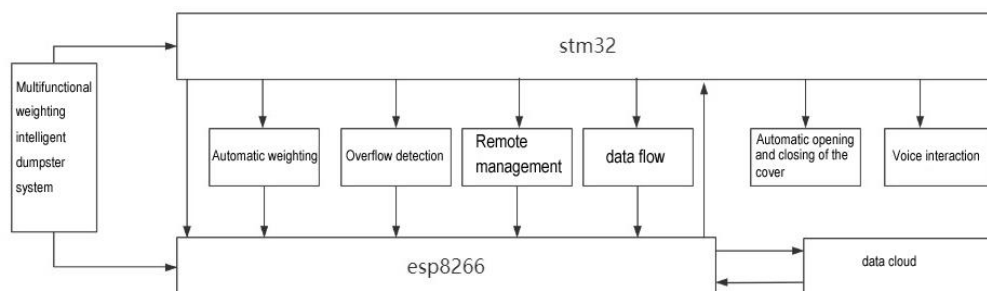 stm32
Multifunctional
weighting
intelligent
dumpster
system
Automatic weighting
Overflow detection
Remote
management
data flow
Automatic opening
and closing of the
cover
Voice interaction
esp8266
data cloud